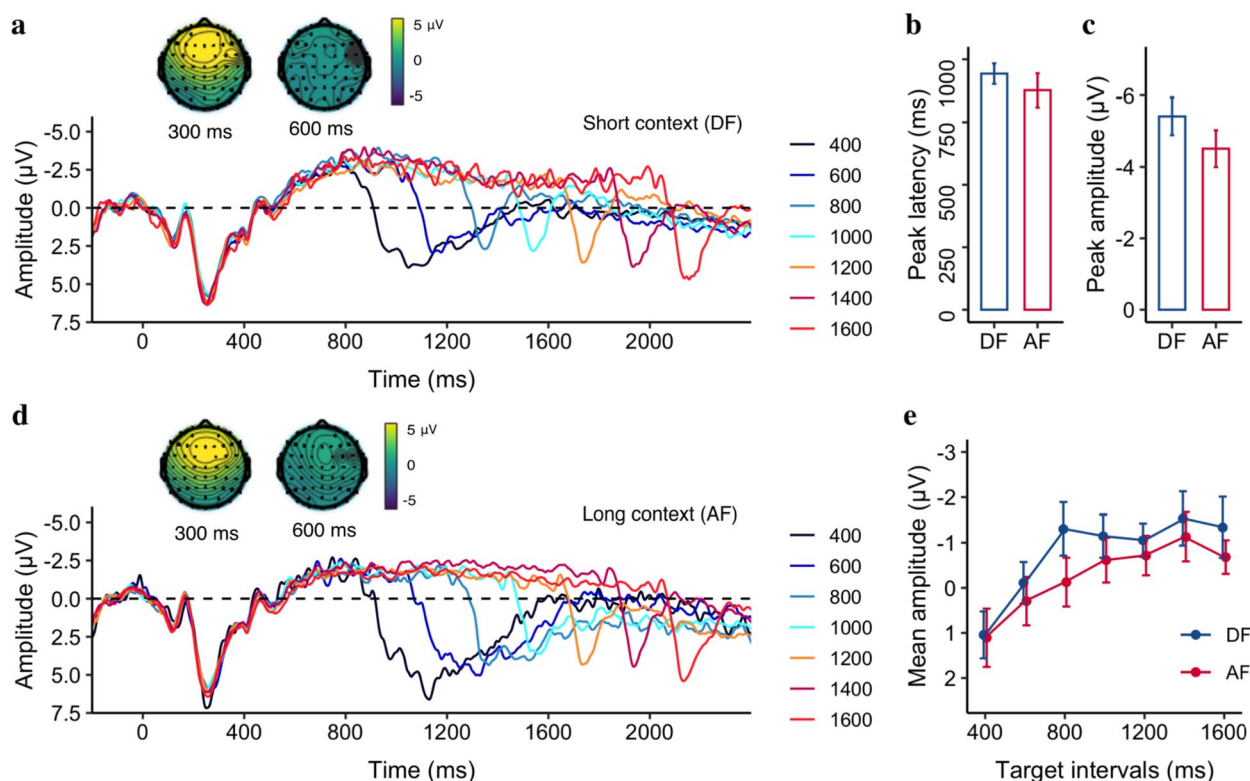 a
5 µV
0
-5
300 ms
600 ms
Short context (DF)
-5.0
-2.5
0.0
2.5
5.0
7.5
Amplitude (µV)
0
400
800
1200
1600
2000
Time (ms)
400
600
800
1000
1200
1400
1600
b
Peak latency (ms)
1000
750
500
250
0
DF
AF
c
Peak amplitude (µV)
-6
-4
-2
0
DF
AF
d
5 µV
0
-5
300 ms
600 ms
Long context (AF)
-5.0
-2.5
0.0
2.5
5.0
7.5
Amplitude (µV)
0
400
800
1200
1600
2000
Time (ms)
400
600
800
1000
1200
1400
1600
e
Mean amplitude (µV)
-3
-2
-1
0
1
2
DF
AF
400
800
1200
1600
Target intervals (ms)